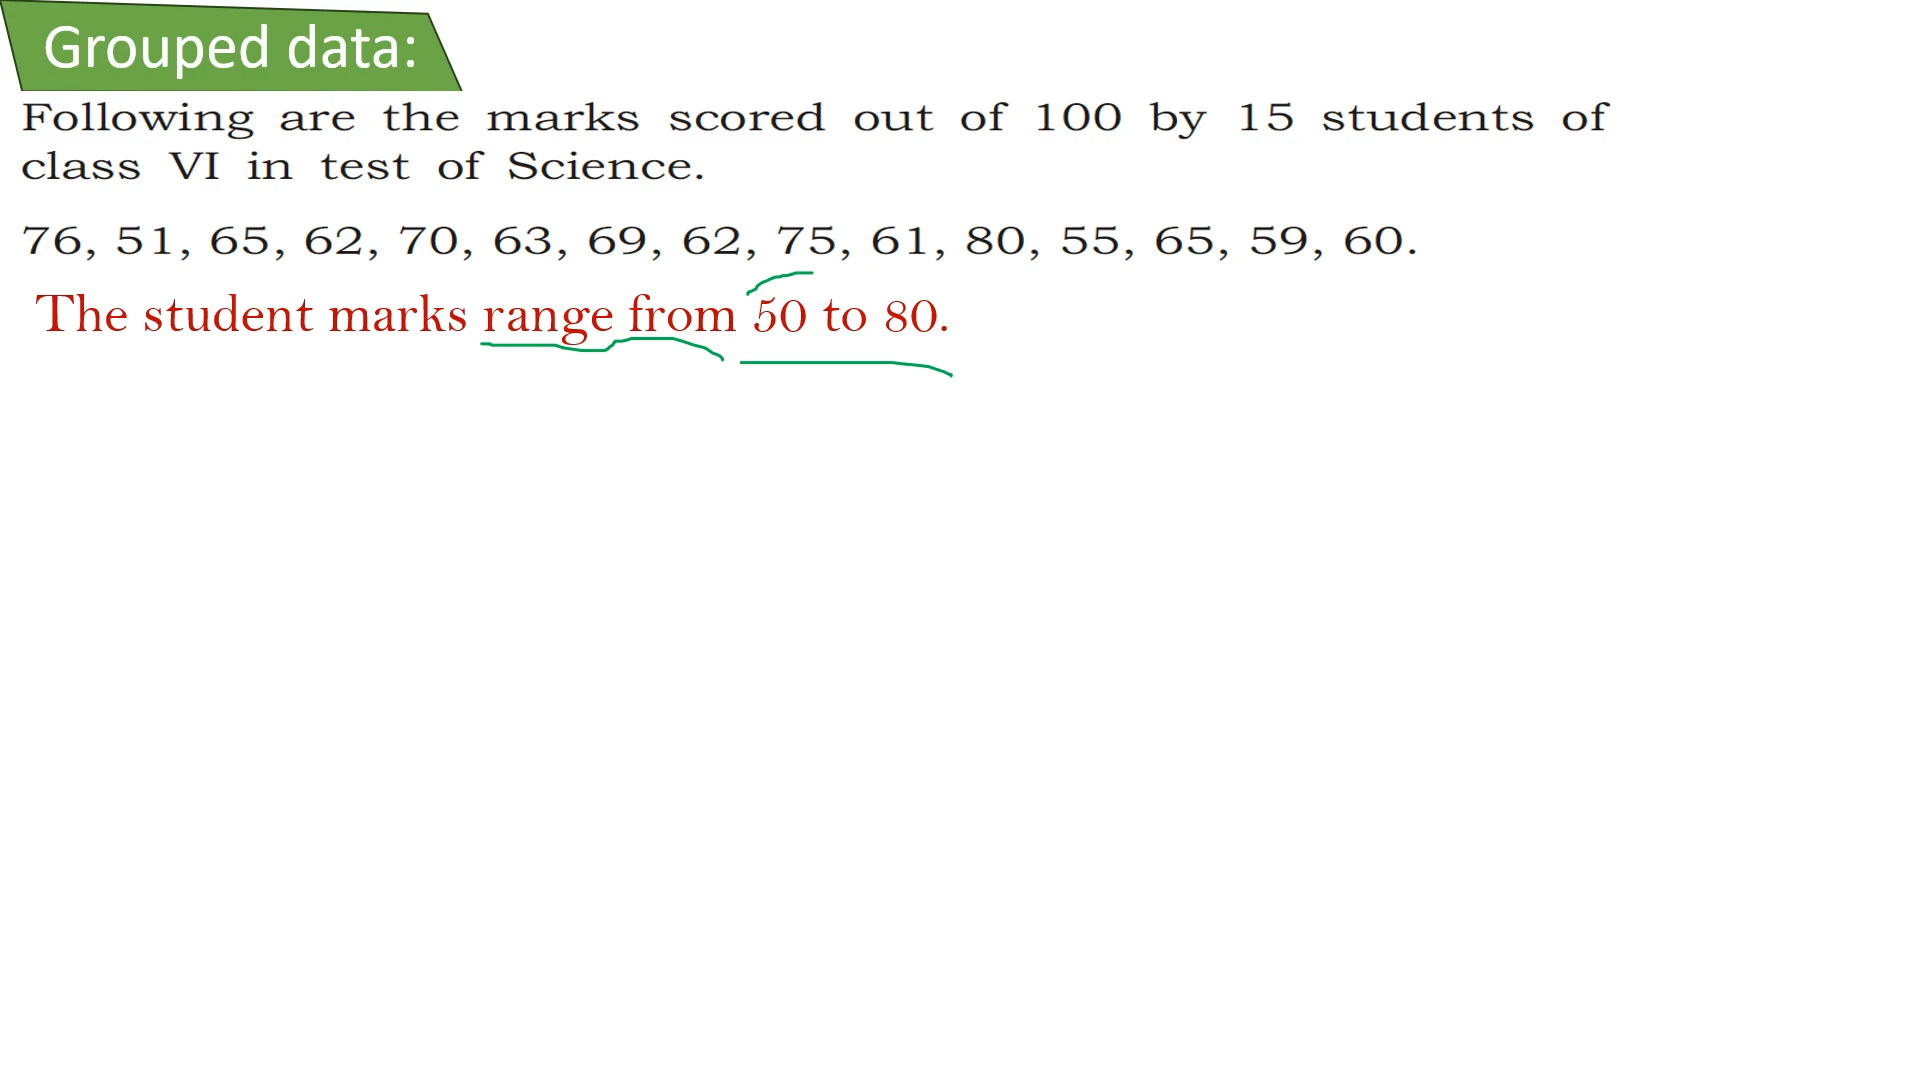 Grouped data:
Following are the marks scored out of 100 by 15 students of
class VI in test of Science.
76, 51, 65, 62, 70, 63, 69, 62, 75, 61, 80, 55, 65, 59, 60.
The student marks range from 50 to 80.